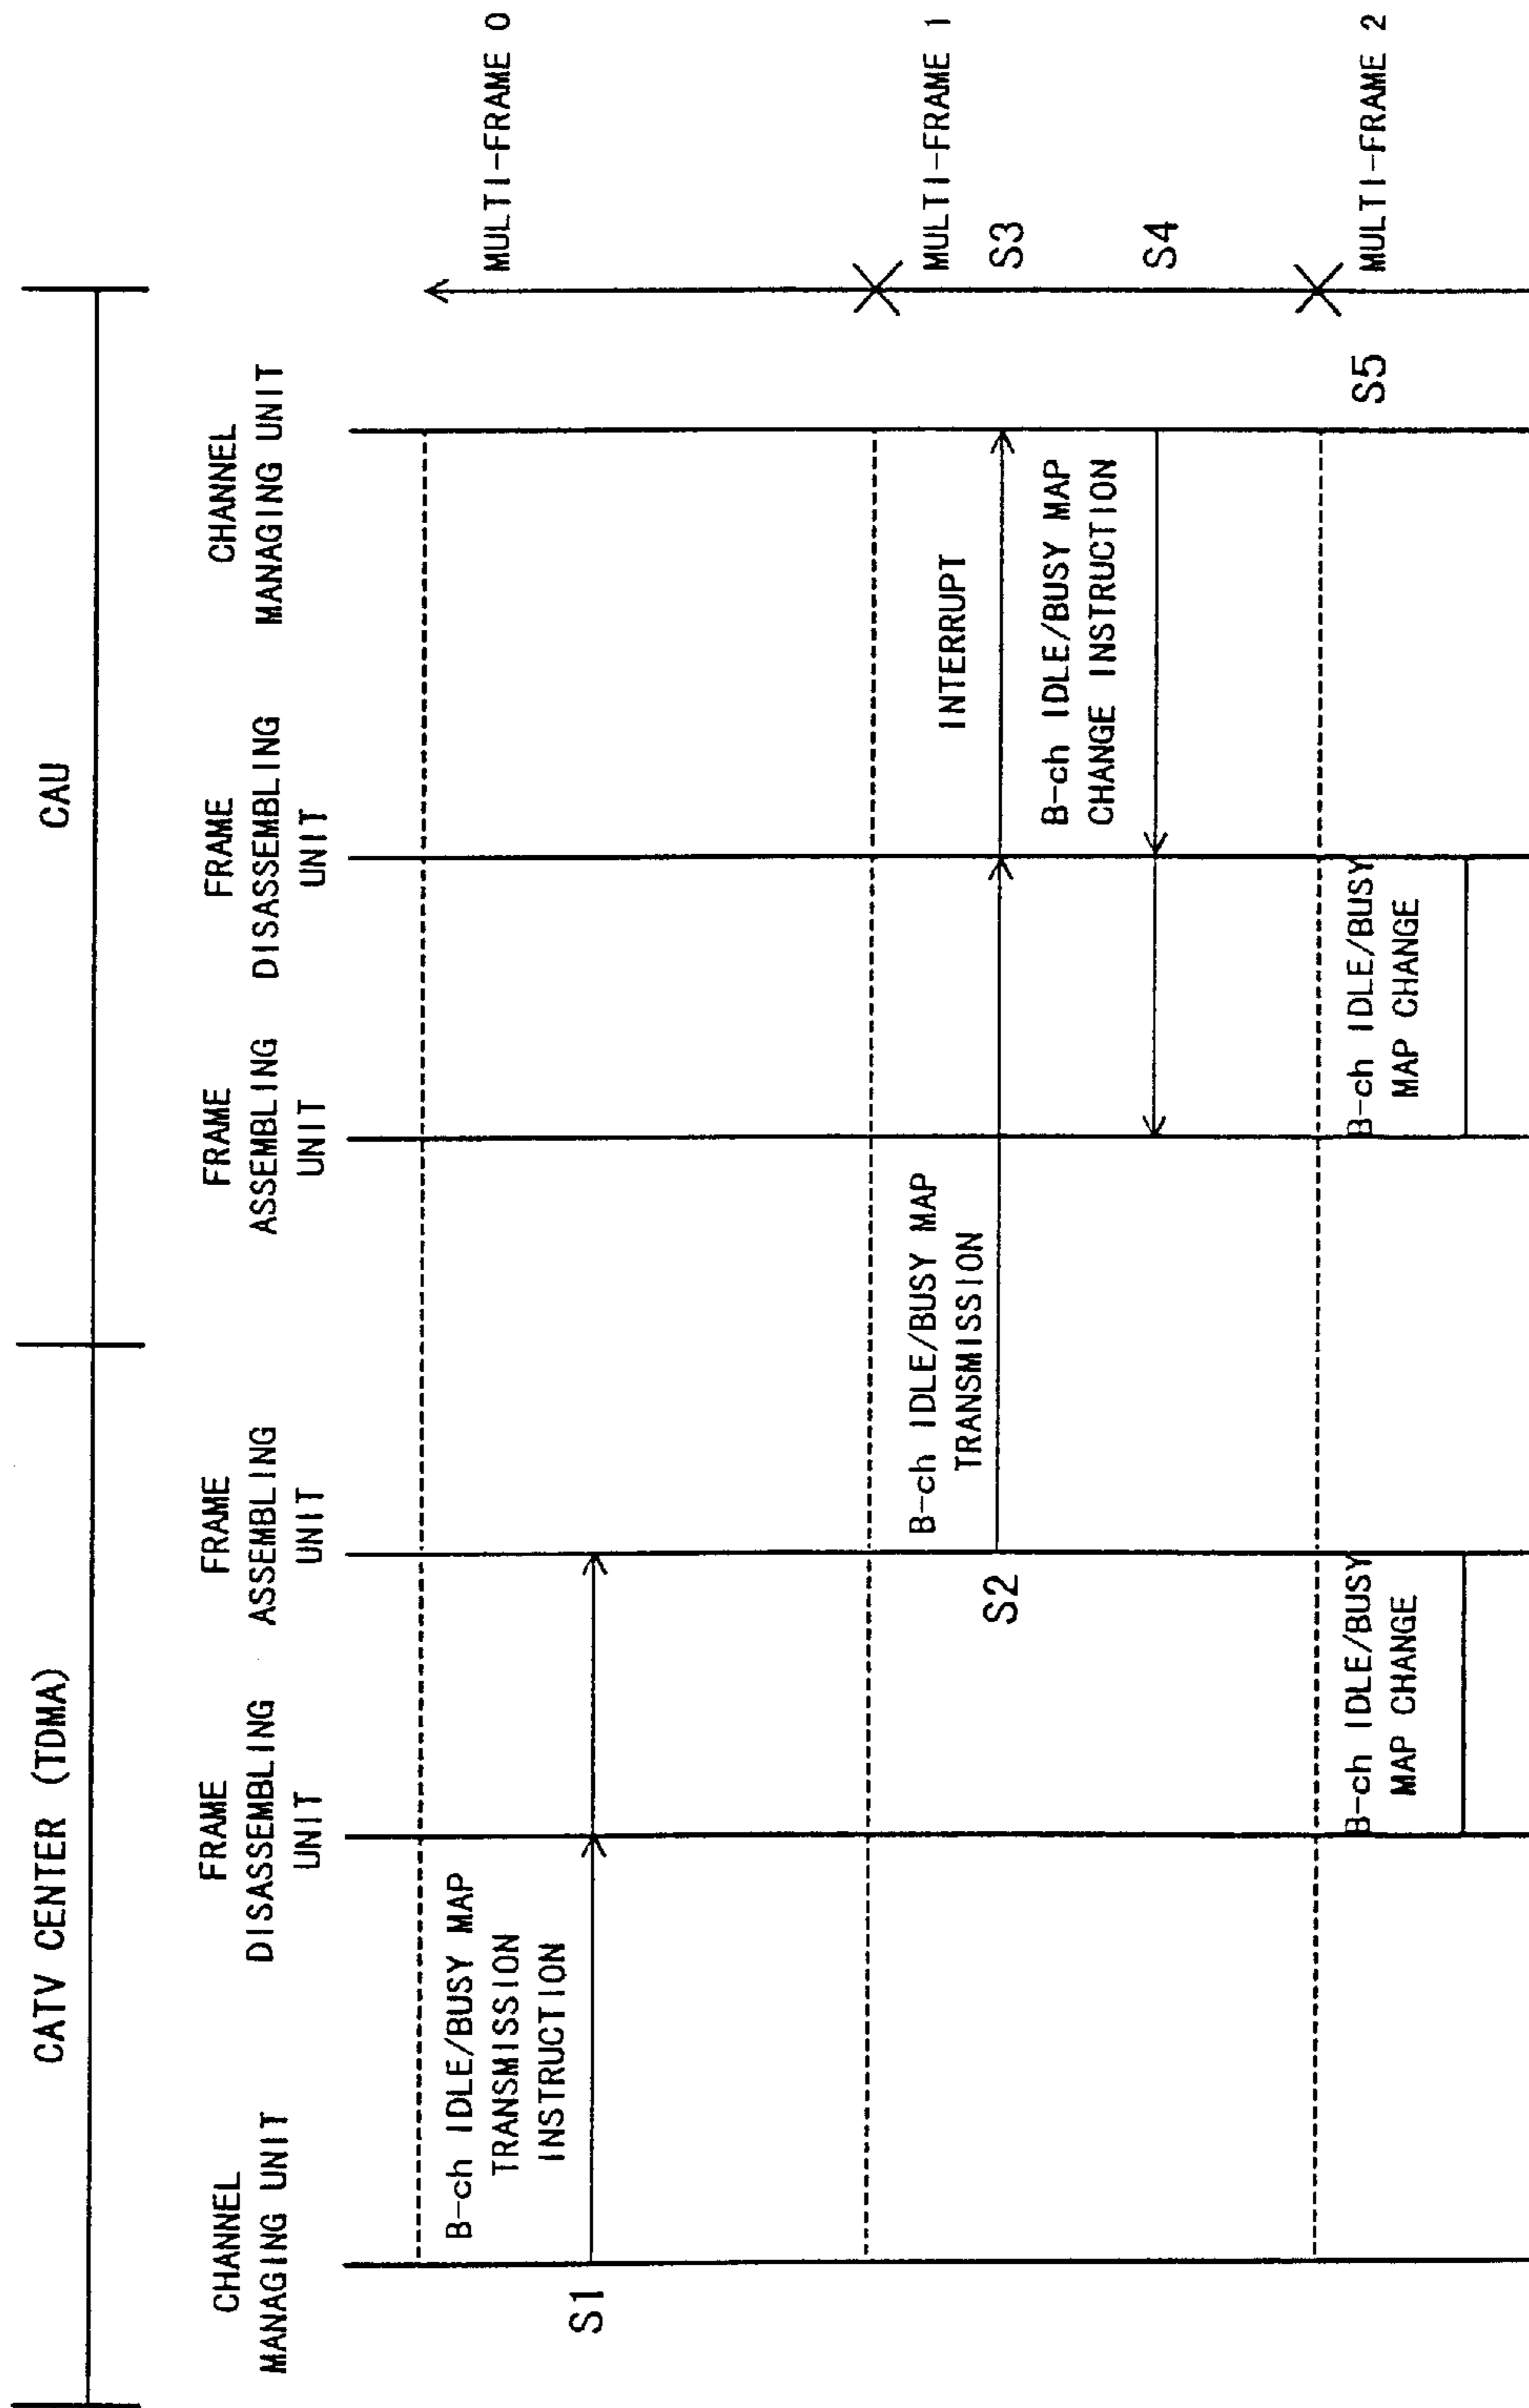 CATV CENTER (TDMA)
CAU
CHANNEL
MANAGING UNIT
FRAME
DISASSEMBLING
UNIT
FRAME
ASSEMBLING
UNIT
FRAME
ASSEMBLING
UNIT
FRAME
DISASSEMBLING
UNIT
CHANNEL
MANAGING UNIT
MULTI-FRAME 0
S1
B-ch IDLE/BUSY MAP
TRANSMISSION
INSTRUCTION
MULTI-FRAME 1
S2
B-ch IDLE/BUSY MAP
TRANSMISSION
INTERRUPT
S3
B-ch IDLE/BUSY MAP
CHANGE INSTRUCTION
S4
MULTI-FRAME 2
B-ch IDLE/BUSY
MAP CHANGE
B-ch IDLE/BUSY
MAP CHANGE
S5